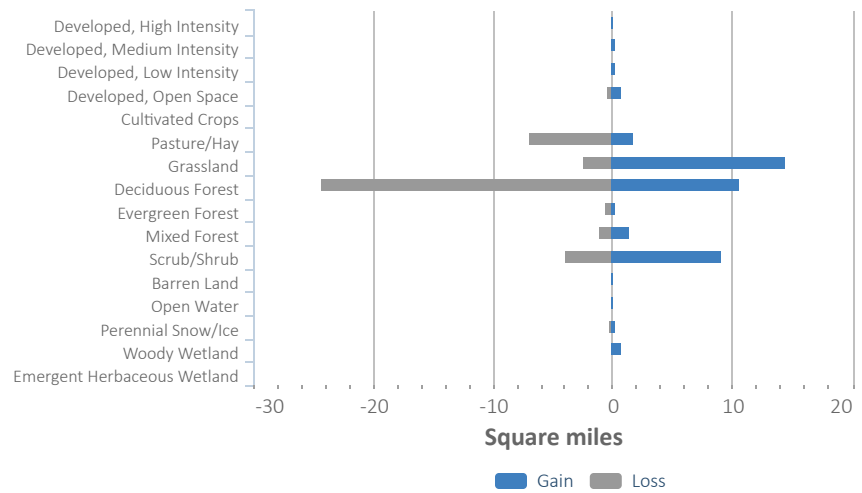 Developed, High Intensity
Developed, Medium Intensity
Developed, Low Intensity
Developed, Open Space
Cultivated Crops
Pasture/Hay
Grassland
Deciduous Forest
Evergreen Forest
Mixed Forest
Scrub/Shrub
Barren Land
Open Water
Perennial Snow/Ice
Woody Wetland
Emergent Herbaceous Wetland
-30 -20 -10 0 10 20
Square miles
Gain Loss